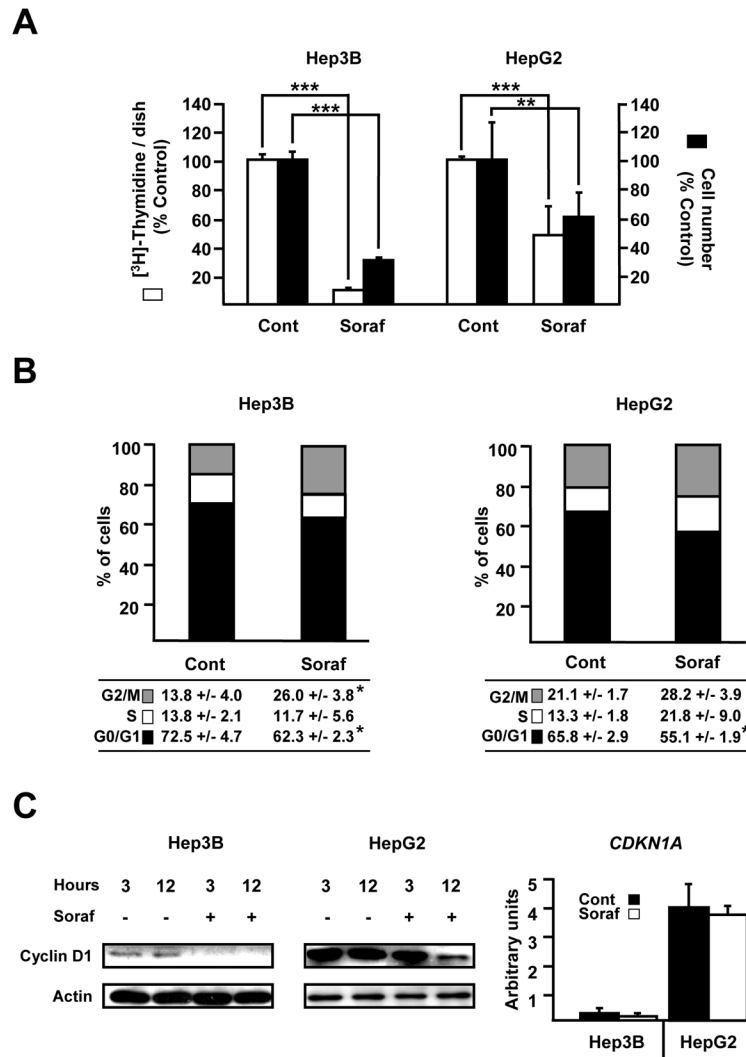 A
Hep3B HepG2
*** ***
*** **
140 140
120 120
100 100
80 80
60 60
40 40
20 20
[³H]-Thymidine / dish
(% Control)
Cell number
(% Control)
Cont Soraf Cont Soraf
B
Hep3B HepG2
% of cells % of cells
100 100
80 80
60 60
40 40
20 20
Cont Soraf Cont Soraf
G2/M 13.8 +/- 4.0 26.0 +/- 3.8 * G2/M 21.1 +/- 1.7 28.2 +/- 3.9
S 13.8 +/- 2.1 11.7 +/- 5.6 S 13.3 +/- 1.8 21.8 +/- 9.0
G0/G1 72.5 +/- 4.7 62.3 +/- 2.3 * G0/G1 65.8 +/- 2.9 55.1 +/- 1.9 *
C
Hep3B HepG2 CDKN1A
Hours 3 12 3 12 3 12 3 12
Soraf - - + + - - + +
Cyclin D1
Actin
Arbitrary units
5
4
3
2
1
Cont
Soraf
Hep3B HepG2